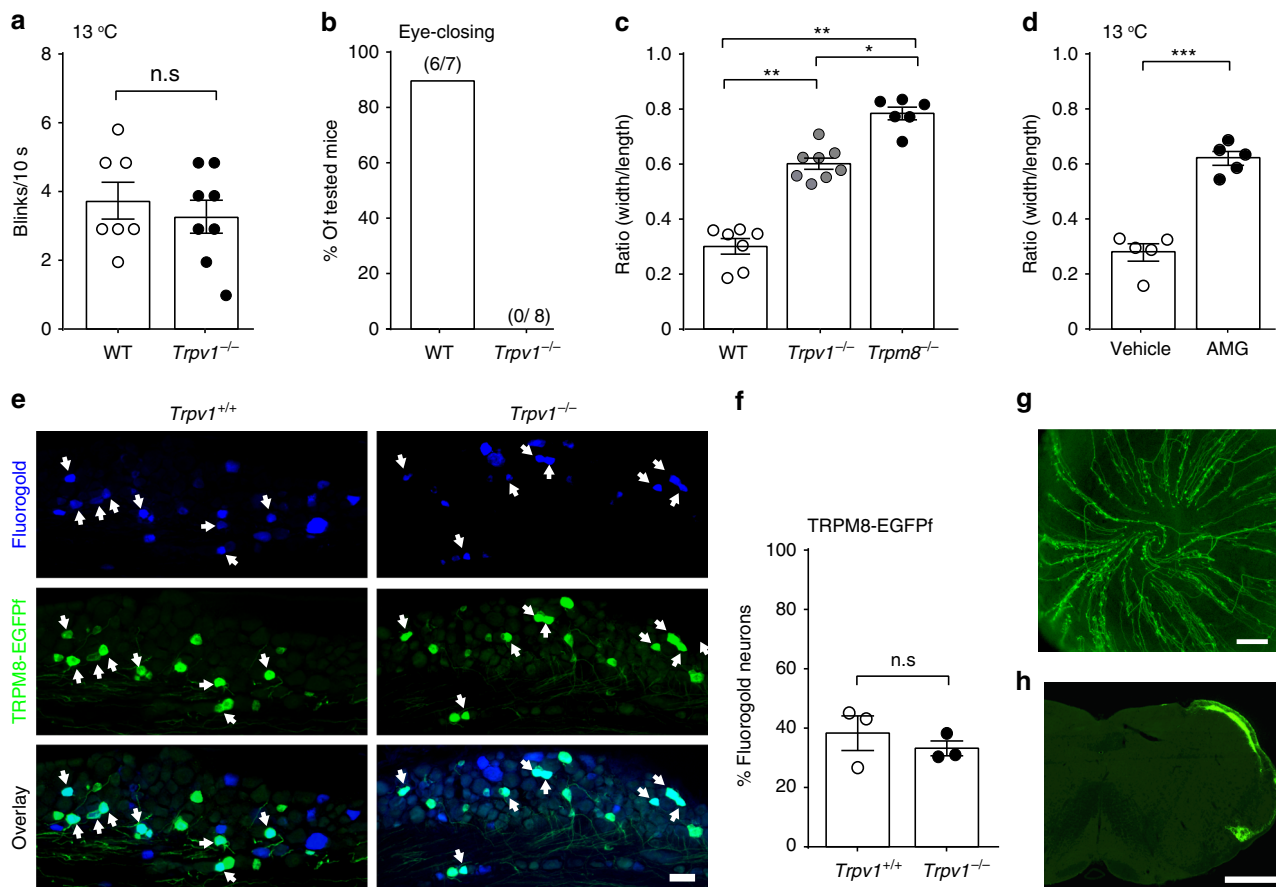 a
13 °C
8
6
4
2
0
Blinks/10 s
n.s
WT
Trpv1–/–
b
Eye-closing
100
80
60
40
20
0
% Of tested mice
(6/7)
(0/ 8)
WT
Trpv1–/–
c
1.0
0.8
0.6
0.4
0.2
0
Ratio (width/length)
**
*
**
WT
Trpv1–/–
Trpm8–/–
d
13 °C
1.0
0.8
0.6
0.4
0.2
0
Ratio (width/length)
***
Vehicle
AMG
e
Trpv1+/+
Trpv1–/–
Fluorogold
TRPM8-EGFPf
Overlay
f
TRPM8-EGFPf
100
80
60
40
20
0
% Fluorogold neurons
n.s
Trpv1+/+
Trpv1–/–
g
h